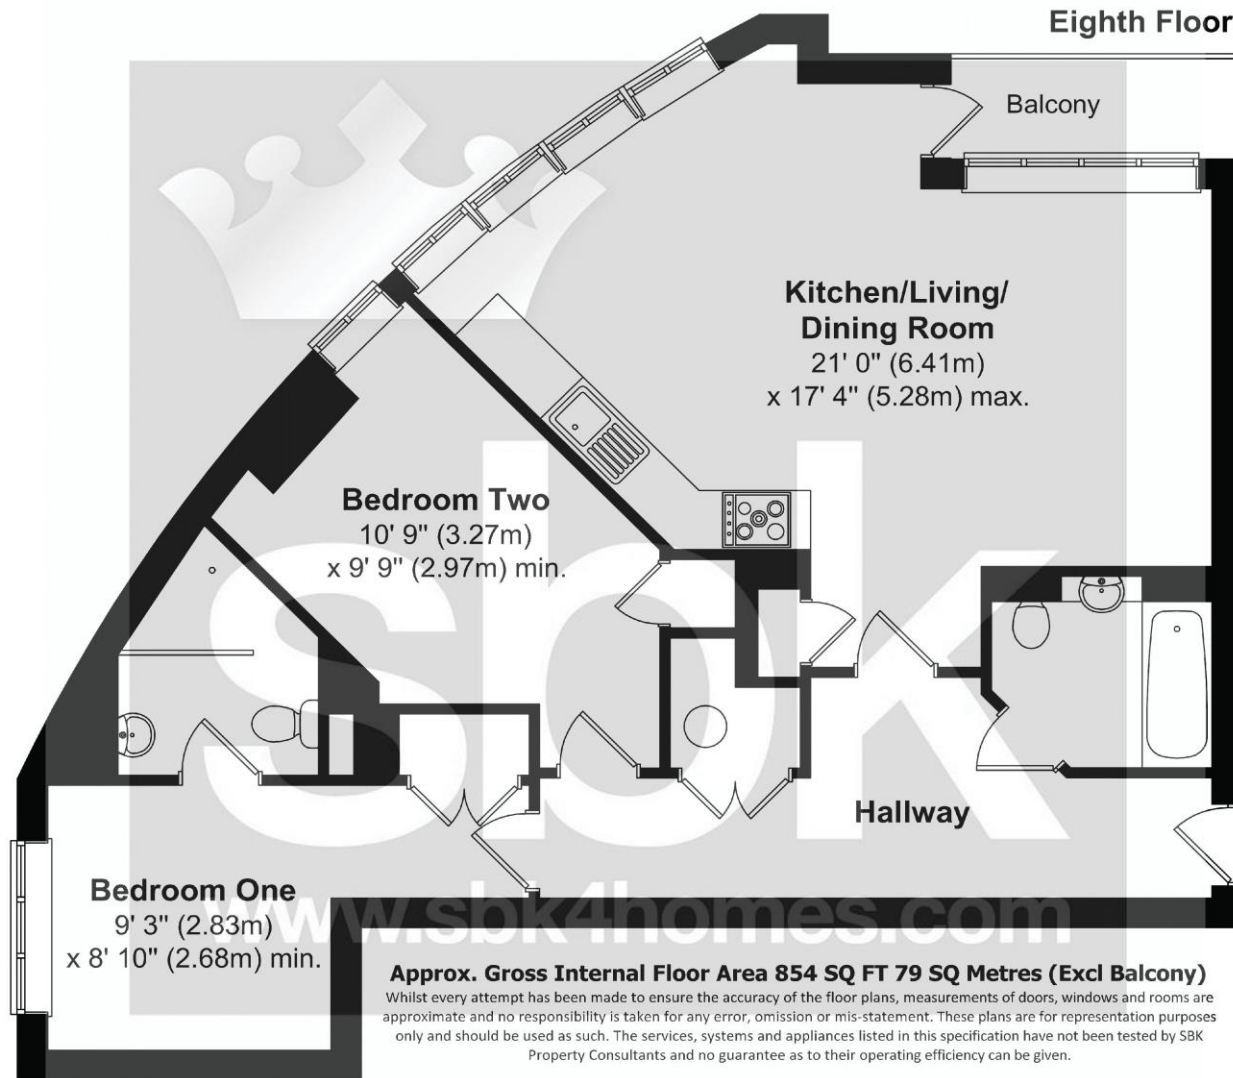 Eighth Floor
Balcony
Kitchen/Living/
Dining Room
21' 0" (6.41m)
x 17' 4" (5.28m) max.
Bedroom Two
10' 9" (3.27m)
x 9' 9" (2.97m) min.
sbk
Hallway
Bedroom One
9' 3" (2.83m)
x 8' 10" (2.68m) min.
www.sbk4homes.com
Approx. Gross Internal Floor Area 854 SQ FT 79 SQ Metres (Excl Balcony)
Whilst every attempt has been made to ensure the accuracy of the floor plans, measurements of doors, windows and rooms are
approximate and no responsibility is taken for any error, omission or mis-statement. These plans are for representation purposes
only and should be used as such. The services, systems and appliances listed in this specification have not been tested by SBK
Property Consultants and no guarantee as to their operating efficiency can be given.